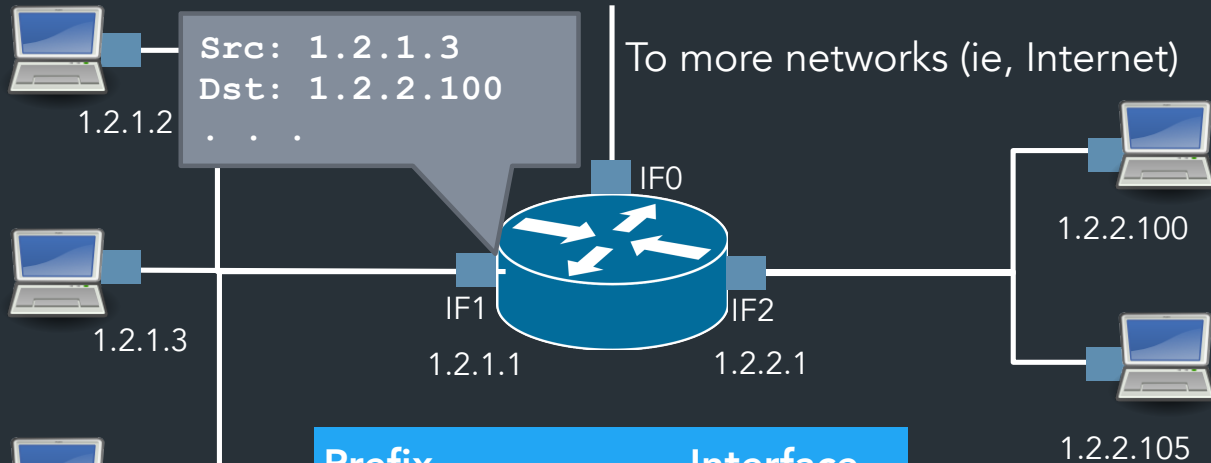 Src: 1.2.1.3
Dst: 1.2.2.100
. . .
To more networks (ie, Internet)
1.2.1.2
IF0
1.2.2.100
IF1
IF2
1.2.1.3
1.2.1.1
1.2.2.1
1.2.2.105
Prefix Interface